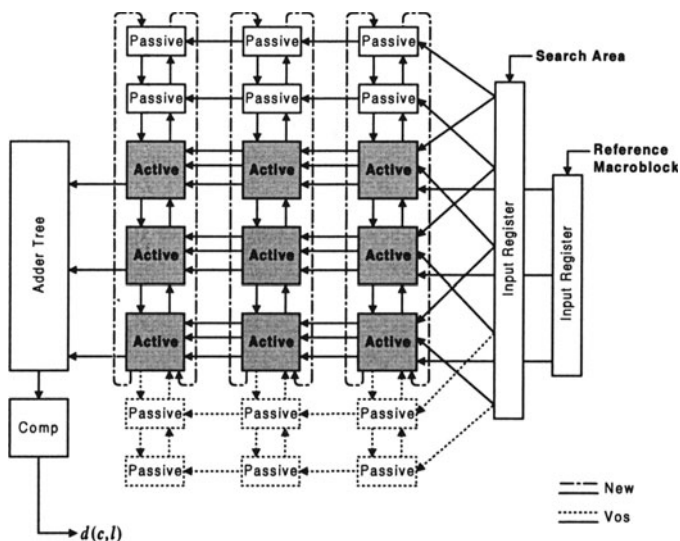 Passive Passive Passive
Search Area
Passive Passive Passive
Active Active Active
Reference
Macroblock
Adder Tree
Active Active Active
Input Register
Input Register
Active Active Active
Comp
Passive Passive Passive
Passive Passive Passive
New
Vos
d(c,l)